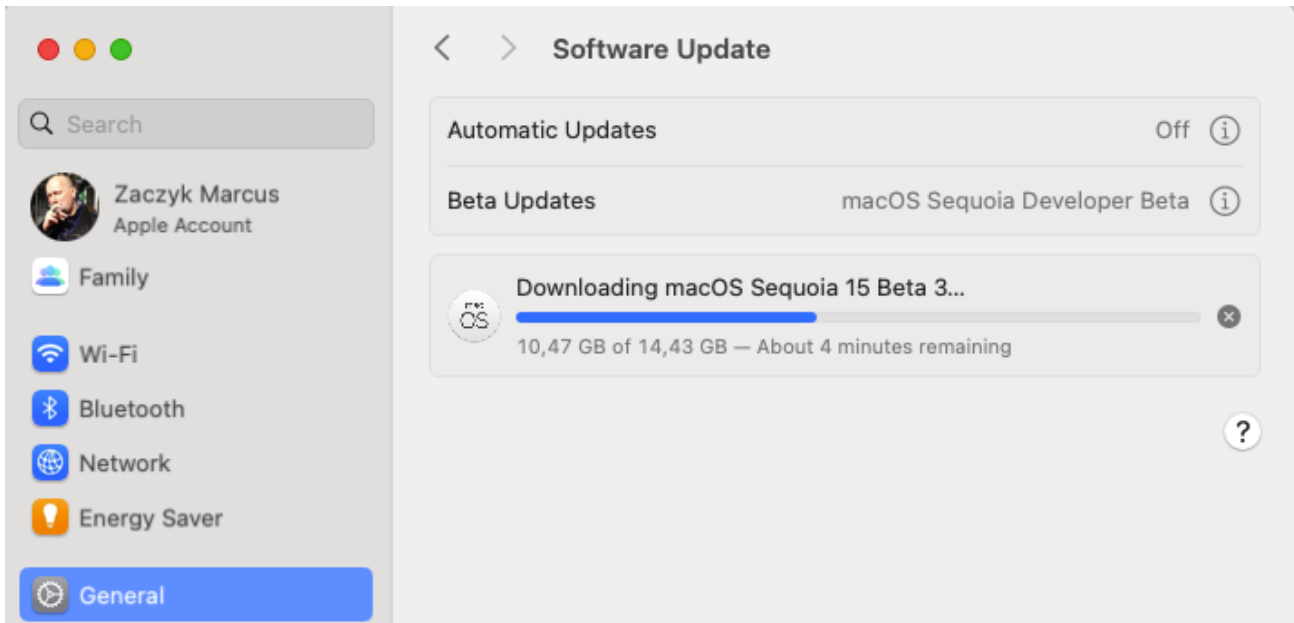 Software Update
Search
Zaczyk Marcus
Apple Account
Family
Wi-Fi
Bluetooth
Network
Energy Saver
General
Automatic Updates Off
Beta Updates macOS Sequoia Developer Beta
Downloading macOS Sequoia 15 Beta 3...
macOS
10,47 GB of 14,43 GB — About 4 minutes remaining
?